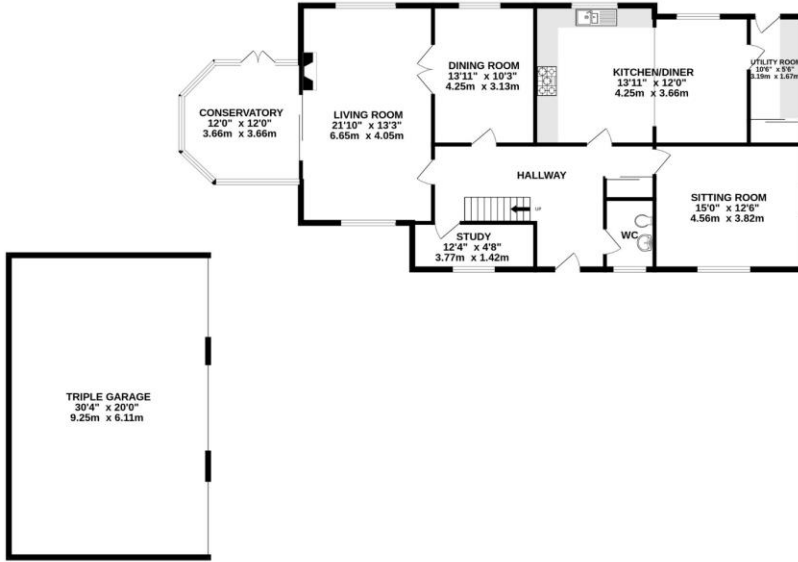 DINING ROOM
13'11" x 10'3"
4.25m x 3.13m
KITCHEN/DINER
13'11" x 12'0"
4.25m x 3.66m
UTILITY ROOM
10'6" x 5'6"
3.19m x 1.67m
CONSERVATORY
12'0" x 12'0"
3.66m x 3.66m
LIVING ROOM
21'10" x 13'3"
6.65m x 4.05m
HALLWAY
UP
SITTING ROOM
15'0" x 12'6"
4.56m x 3.82m
STUDY
12'4" x 4'8"
3.77m x 1.42m
WC
TRIPLE GARAGE
30'4" x 20'0"
9.25m x 6.11m